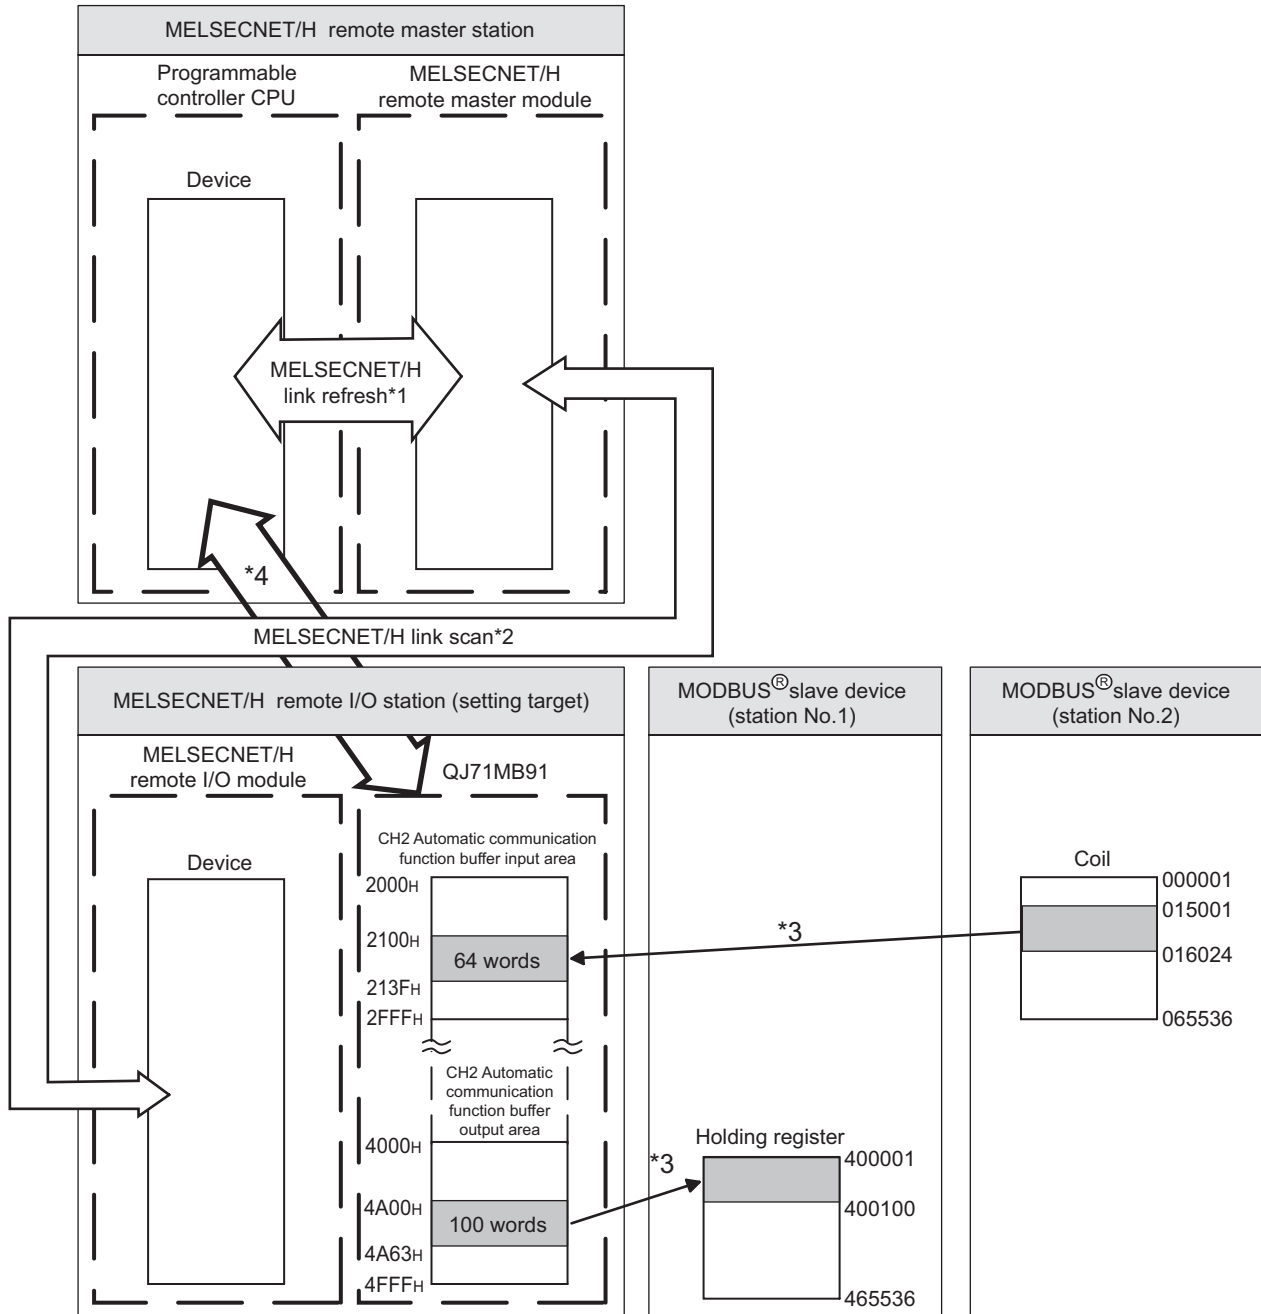 MELSECNET/H remote master station
Programmable
controller CPU
MELSECNET/H
remote master module
Device
MELSECNET/H
link refresh*1
*4
MELSECNET/H link scan*2
MELSECNET/H remote I/O station (setting target)
MELSECNET/H
remote I/O module
QJ71MB91
Device
CH2 Automatic communication
function buffer input area
2000H
2100H
64 words
213FH
2FFFH
CH2 Automatic
communication
function buffer
output area
4000H
4A00H
100 words
4A63H
4FFFH
MODBUS® slave device
(station No.1)
*3
*3
Holding register
400001
400100
465536
MODBUS® slave device
(station No.2)
Coil
000001
015001
016024
065536